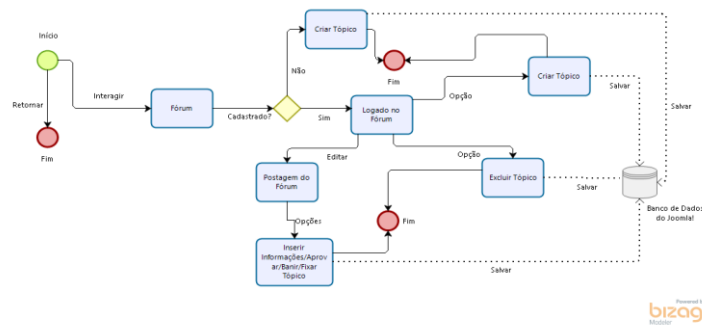 Início
Criar Tópico
Não
Fim
Criar Tópico
Retornar
Interagir
Fórum
Cadastrado?
Sim
Logado no
Fórum
Opção
Salvar
Salvar
Fim
Editar
Opção
Postagem do
Fórum
Excluir Tópico
Salvar
Banco de Dados
do Joomla!
Opções
Fim
Inserir
Informações/Aprov
ar/Banir/Fixar
Tópico
Salvar
Powered by
bizagi
Modeler